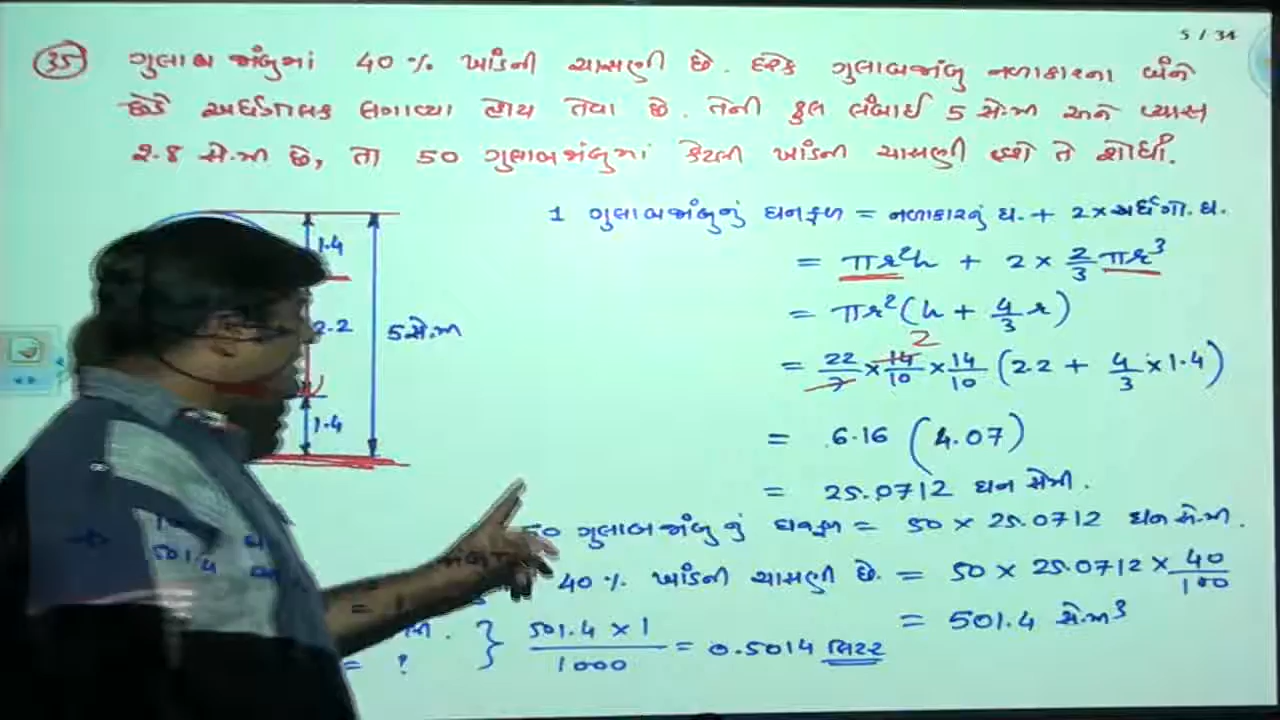 5 / 34
35 ગુલાબજાંબુમાં 40 % ખાંડની ચાસણી છે. દરેક ગુલાબજાંબુ નળાકારના બંને
છેડે અર્ધગોલક લગાવ્યા હોય તેવા છે. તેની કુલ લંબાઈ 5 સે.મી અને વ્યાસ
2.8 સે.મી છે, તો 50 ગુલાબજાંબુમાં કેટલી ખાંડની ચાસણી હશે તે શોધો.
1 ગુલાબજાંબુનું ઘનફળ = નળાકારનું ઘ. + 2 × અર્ધગો. ઘ.
1.4
= πr²h + 2 × 2/3 πr³
2.2
5 સે.મી
= πr² (h + 4/3 r)
2
= 22/7 × 14/10 × 14/10 (2.2 + 4/3 × 1.4)
1.4
= 6.16 (4.07)
= 25.0712 ઘન સેમી.
50 ગુલાબજાંબુનું ઘનફળ = 50 × 25.0712 ઘન સે.મી.
501.4
40 % ખાંડની ચાસણી છે. = 50 × 25.0712 × 40/100
= 501.4 સે.મી³
= ? } 501.4 × 1 / 1000 = 0.5014 લિટર